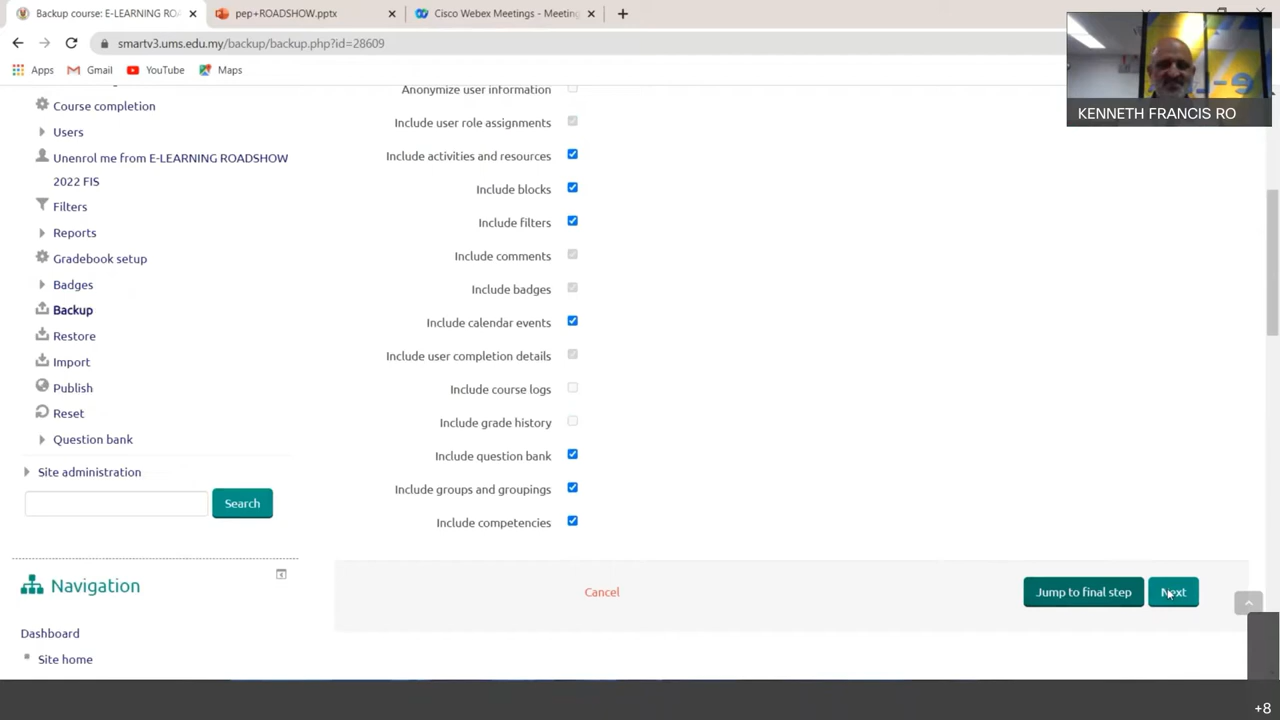 Backup course: E-LEARNING RO
pep+ROADSHOW.pptx
Cisco Webex Meetings - Meeting
smartv3.ums.edu.my/backup/backup.php?id=28609
Apps
Gmail
YouTube
Maps
KENNETH FRANCIS RO
Course completion
Users
Unenrol me from E-LEARNING ROADSHOW
2022 FIS
Filters
Reports
Gradebook setup
Badges
Backup
Restore
Import
Publish
Reset
Question bank
Site administration
Search
Navigation
Dashboard
Site home
Anonymize user information
Include user role assignments
Include activities and resources
Include blocks
Include filters
Include comments
Include badges
Include calendar events
Include user completion details
Include course logs
Include grade history
Include question bank
Include groups and groupings
Include competencies
Cancel
Jump to final step
Next
+8